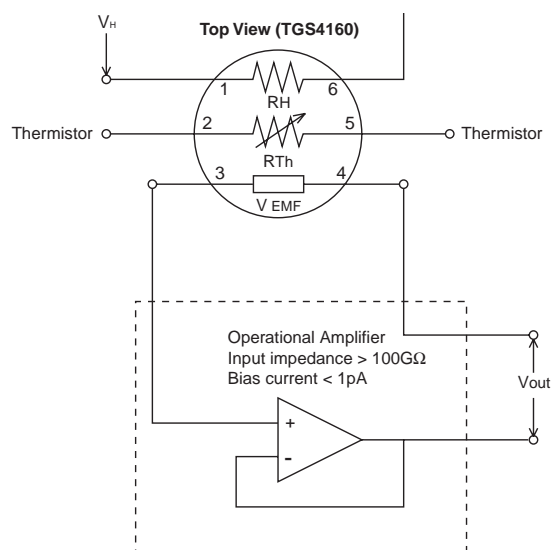 VH
Top View (TGS4160)
1
6
RH
Thermistor
2
5
Thermistor
RTh
3
4
V EMF
Operational Amplifier
Input impedance > 100GΩ
Bias current < 1pA
Vout
+
-